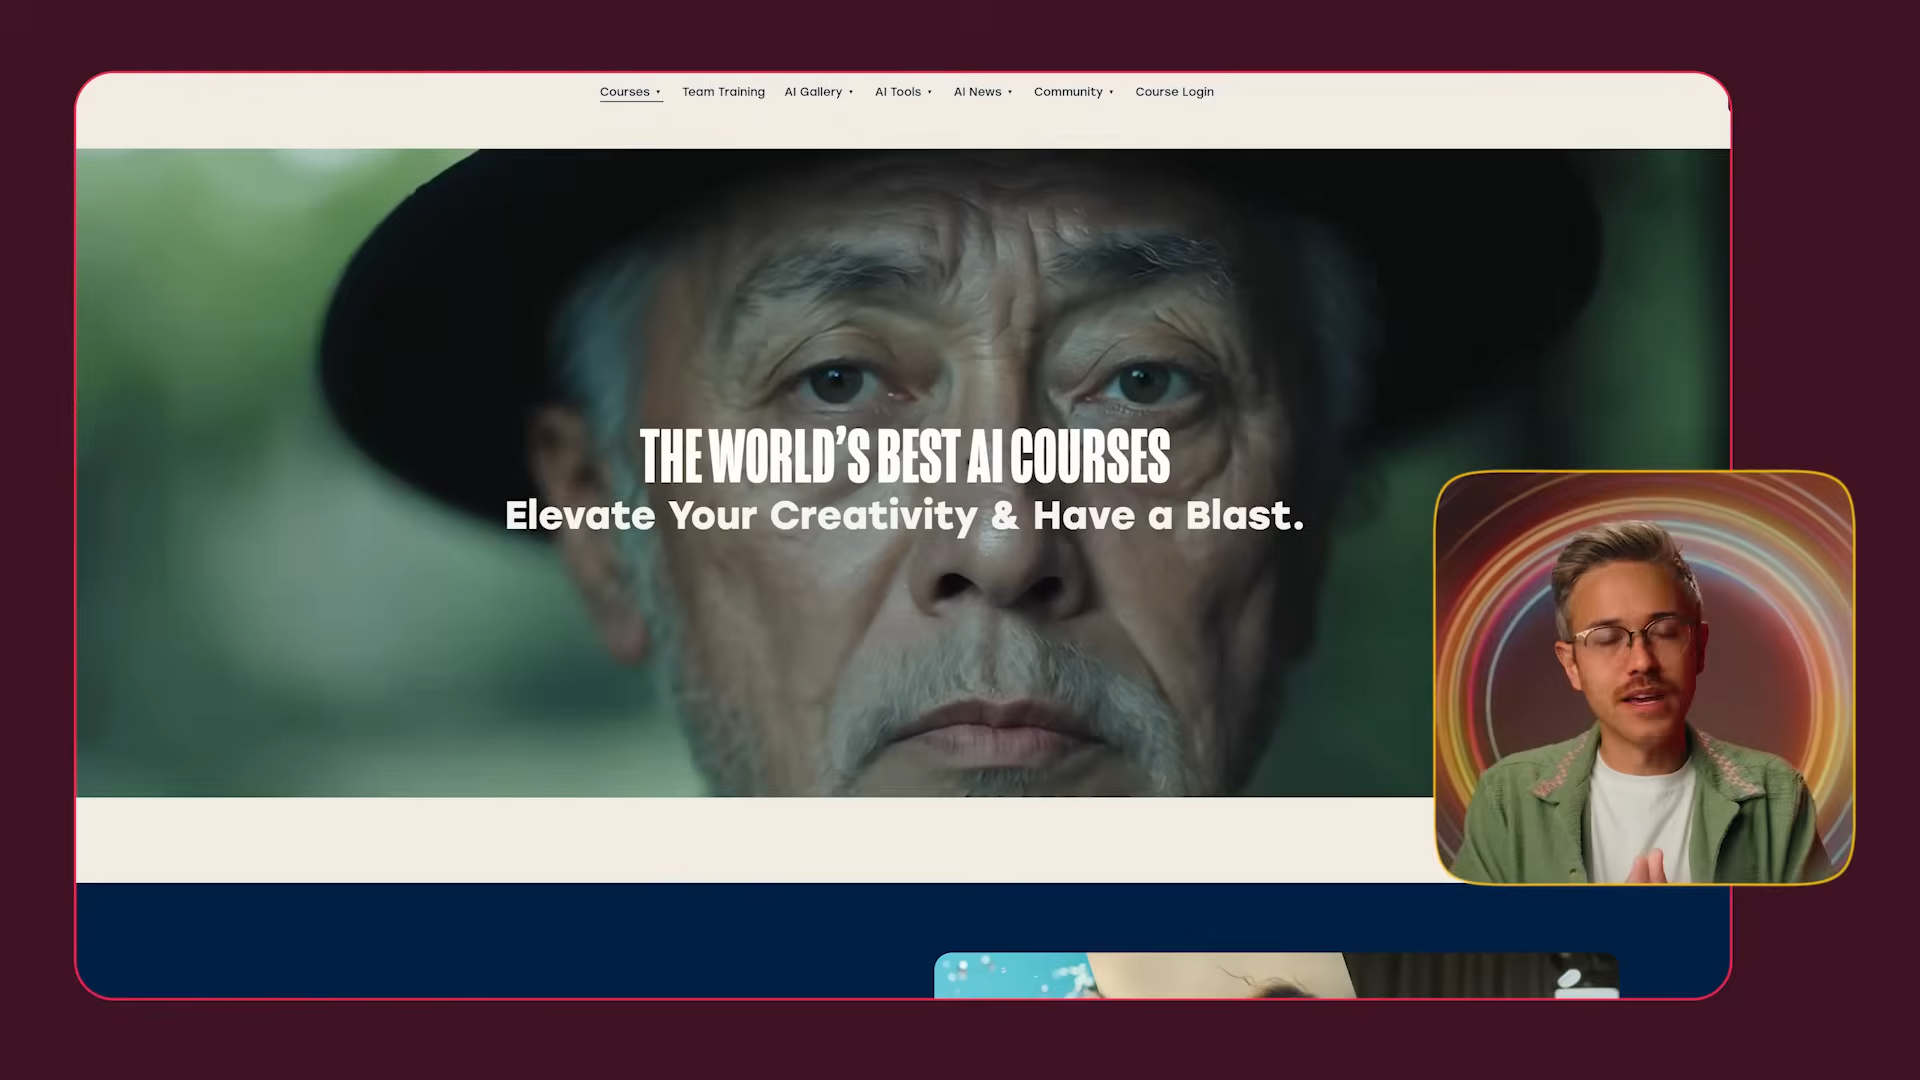 Courses Team Training AI Gallery AI Tools AI News Community Course Login
THE WORLD'S BEST AI COURSES
Elevate Your Creativity & Have a Blast.